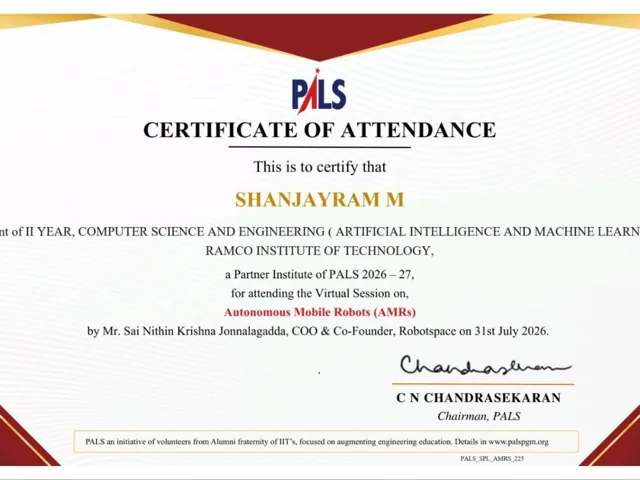 PALS
CERTIFICATE OF ATTENDANCE
This is to certify that
SHANJAYRAM M
nt of II YEAR, COMPUTER SCIENCE AND ENGINEERING ( ARTIFICIAL INTELLIGENCE AND MACHINE LEARN
RAMCO INSTITUTE OF TECHNOLOGY,
a Partner Institute of PALS 2026 – 27,
for attending the Virtual Session on,
Autonomous Mobile Robots (AMRs)
by Mr. Sai Nithin Krishna Jonnalagadda, COO & Co-Founder, Robotspace on 31st July 2026.
.
Chandrasekaran
C N CHANDRASEKARAN
Chairman, PALS
PALS an initiative of volunteers from Alumni fraternity of IIT's, focused on augmenting engineering education. Details in www.palspgm.org
PALS_SPL_AMRS_225